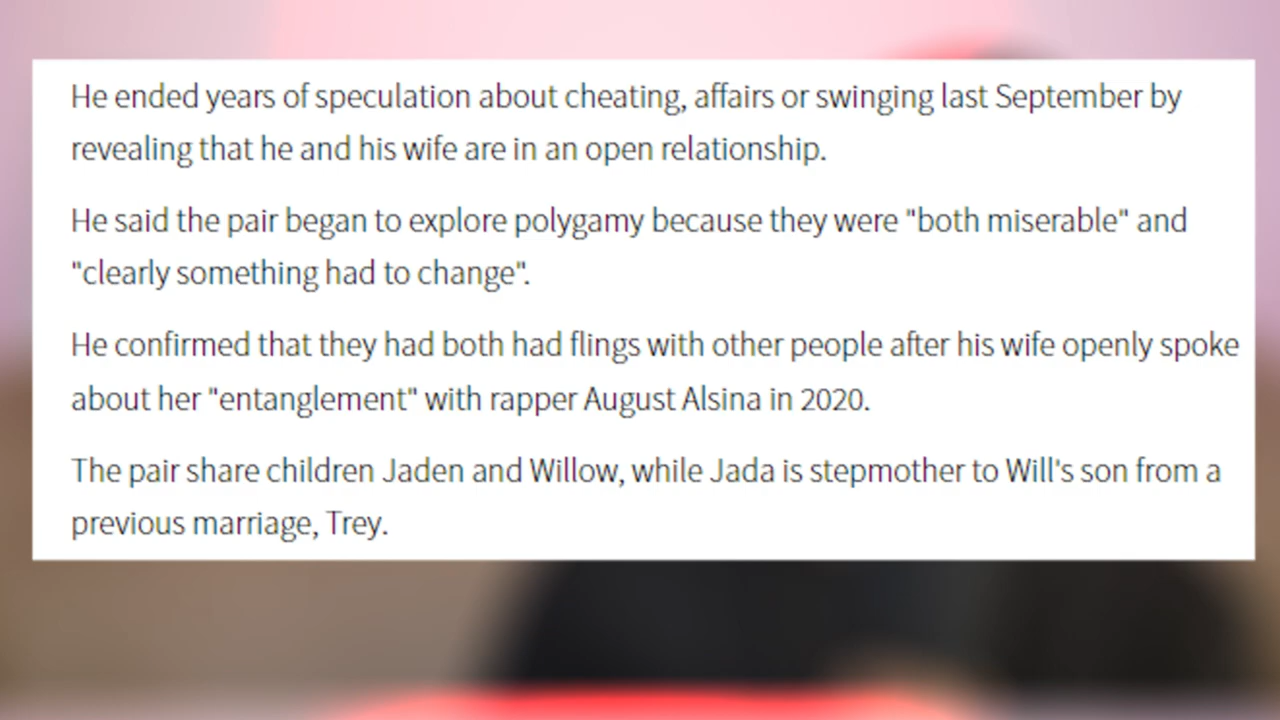 He ended years of speculation about cheating, affairs or swinging last September by
revealing that he and his wife are in an open relationship.
He said the pair began to explore polygamy because they were "both miserable" and
"clearly something had to change".
He confirmed that they had both had flings with other people after his wife openly spoke
about her "entanglement" with rapper August Alsina in 2020.
The pair share children Jaden and Willow, while Jada is stepmother to Will's son from a
previous marriage, Trey.